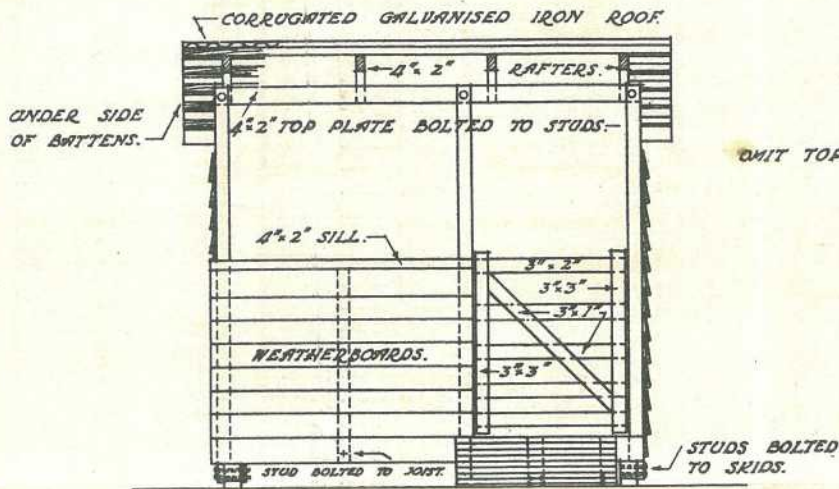 CORRUGATED GALVANISED IRON ROOF.
4"×2"
RAFTERS.
UNDER SIDE
OF BATTENS.
4"×2" TOP PLATE BOLTED TO STUDS.
OMIT TOP
4"×2" SILL.
3"×2"
3"×3"
3"×1"
WEATHERBOARDS.
3"×3"
STUD BOLTED TO JOIST.
STUDS BOLTED
TO SKIDS.